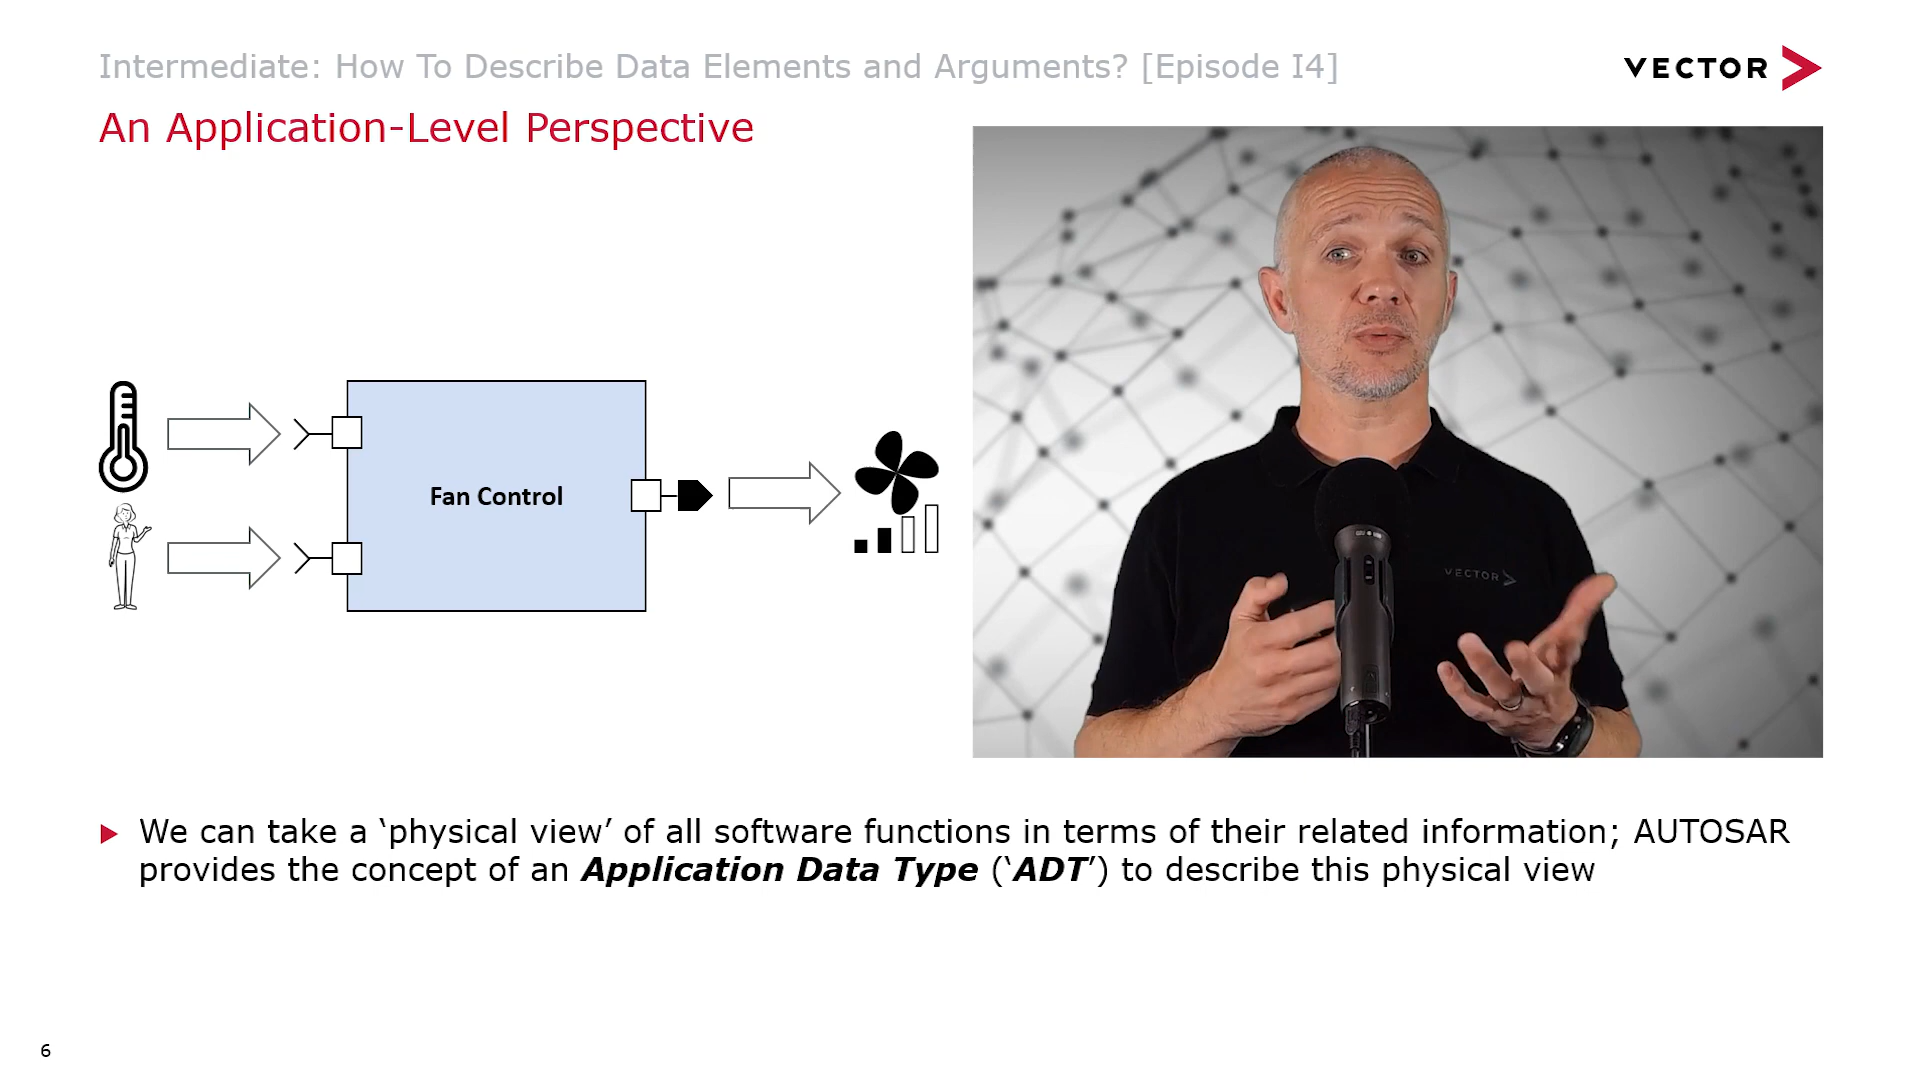 Intermediate: How To Describe Data Elements and Arguments? [Episode I4]
VECTOR
An Application-Level Perspective
Fan Control
VECTOR
We can take a ‘physical view’ of all software functions in terms of their related information; AUTOSAR
provides the concept of an Application Data Type (‘ADT’) to describe this physical view
6